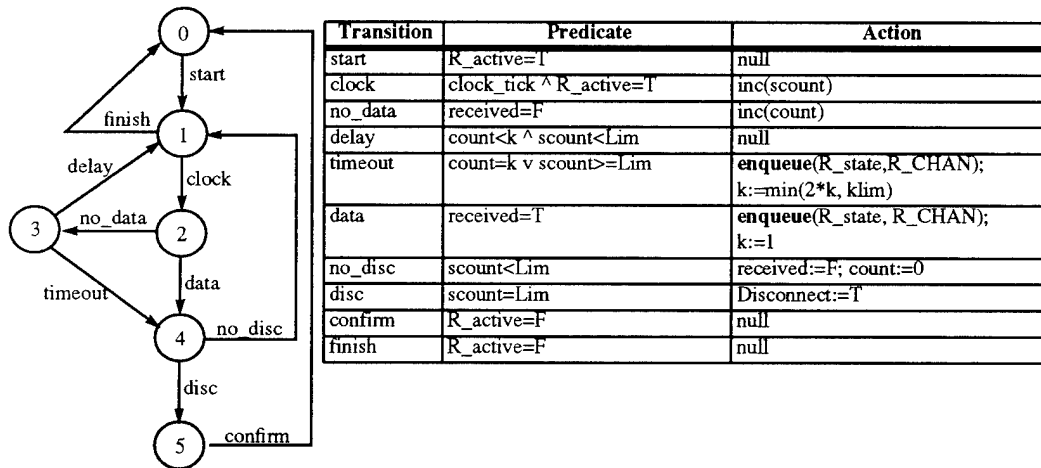 0
start
finish
1
delay
clock
3
no_data
2
data
timeout
4
no_disc
disc
5
confirm
Transition Predicate Action
start R_active=T null
clock clock_tick ^ R_active=T inc(scount)
no_data received=F inc(count)
delay count<k ^ scount<Lim null
timeout count=k v scount>=Lim enqueue(R_state,R_CHAN);
k:=min(2*k, klim)
data received=T enqueue(R_state, R_CHAN);
k:=1
no_disc scount<Lim received:=F; count:=0
disc scount=Lim Disconnect:=T
confirm R_active=F null
finish R_active=F null